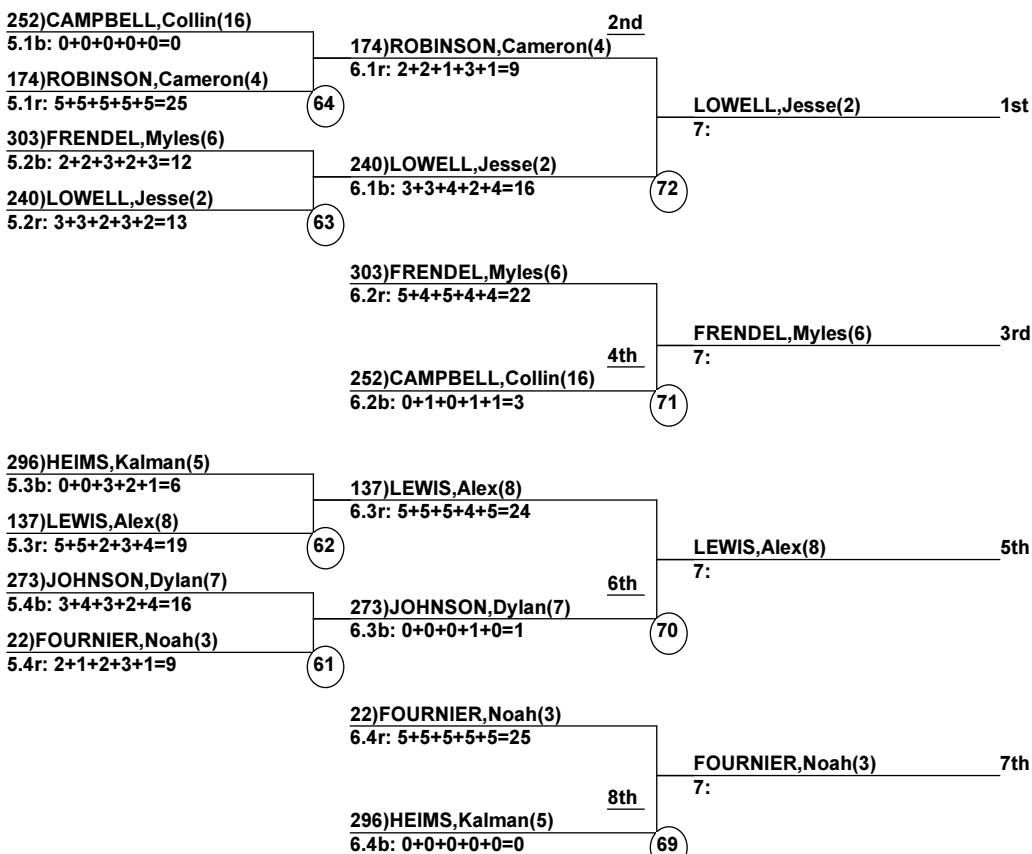 252)CAMPBELL,Collin(16)
5.1b: 0+0+0+0+0=0
174)ROBINSON,Cameron(4)
5.1r: 5+5+5+5+5=25
64
303)FRENDEL,Myles(6)
5.2b: 2+2+3+2+3=12
240)LOWELL,Jesse(2)
5.2r: 3+3+2+3+2=13
63
2nd
174)ROBINSON,Cameron(4)
6.1r: 2+2+1+3+1=9
240)LOWELL,Jesse(2)
6.1b: 3+3+4+2+4=16
72
LOWELL,Jesse(2) 1st
7:
303)FRENDEL,Myles(6)
6.2r: 5+4+5+4+4=22
4th
252)CAMPBELL,Collin(16)
6.2b: 0+1+0+1+1=3
71
FRENDEL,Myles(6) 3rd
7:
296)HEIMS,Kalman(5)
5.3b: 0+0+3+2+1=6
137)LEWIS,Alex(8)
5.3r: 5+5+2+3+4=19
62
273)JOHNSON,Dylan(7)
5.4b: 3+4+3+2+4=16
22)FOURNIER,Noah(3)
5.4r: 2+1+2+3+1=9
61
137)LEWIS,Alex(8)
6.3r: 5+5+5+4+5=24
6th
273)JOHNSON,Dylan(7)
6.3b: 0+0+0+1+0=1
70
LEWIS,Alex(8) 5th
7:
22)FOURNIER,Noah(3)
6.4r: 5+5+5+5+5=25
8th
296)HEIMS,Kalman(5)
6.4b: 0+0+0+0+0=0
69
FOURNIER,Noah(3) 7th
7: